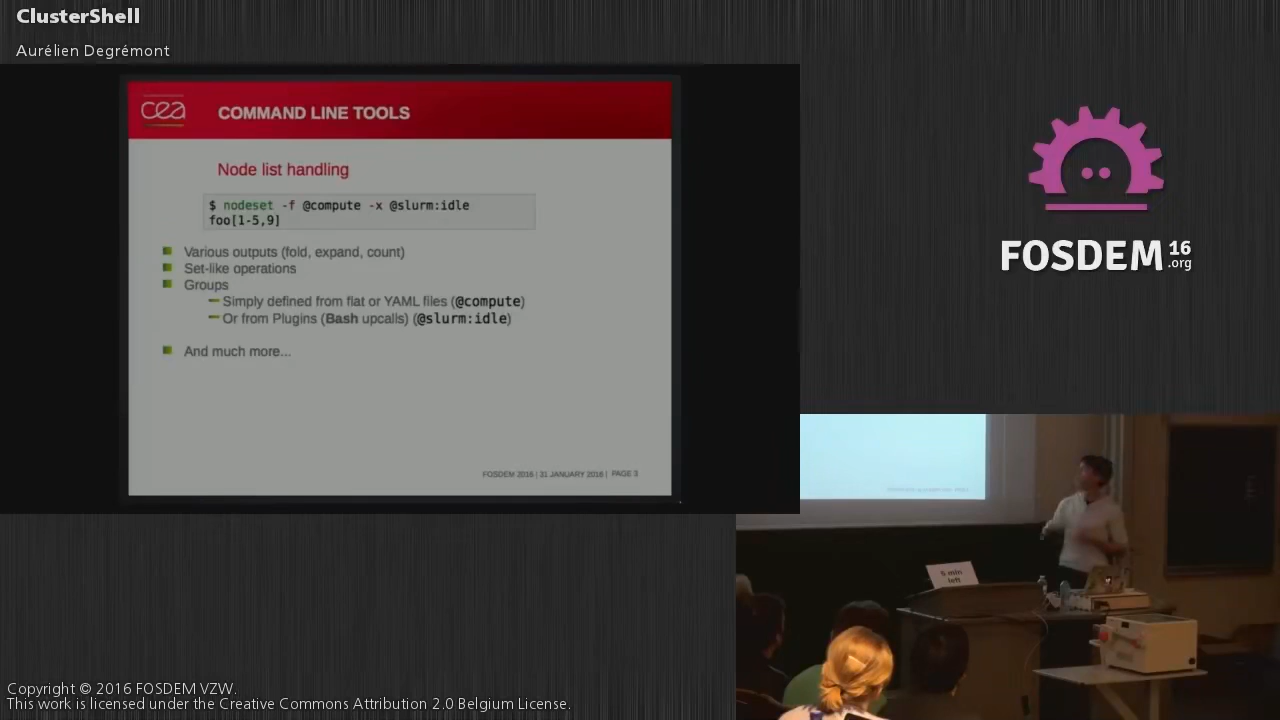 ClusterShell
Aurélien Degrémont
cea
COMMAND LINE TOOLS
Node list handling
$ nodeset -f @compute -x @slurm:idle
foo[1-5,9]
Various outputs (fold, expand, count)
Set-like operations
Groups
Simply defined from flat or YAML files (@compute)
Or from Plugins (Bash upcalls) (@slurm:idle)
And much more...
FOSDEM 2016 | 31 JANUARY 2016 | PAGE 3
FOSDEM 16
.org
5 min
left
Copyright © 2016 FOSDEM VZW.
This work is licensed under the Creative Commons Attribution 2.0 Belgium License.